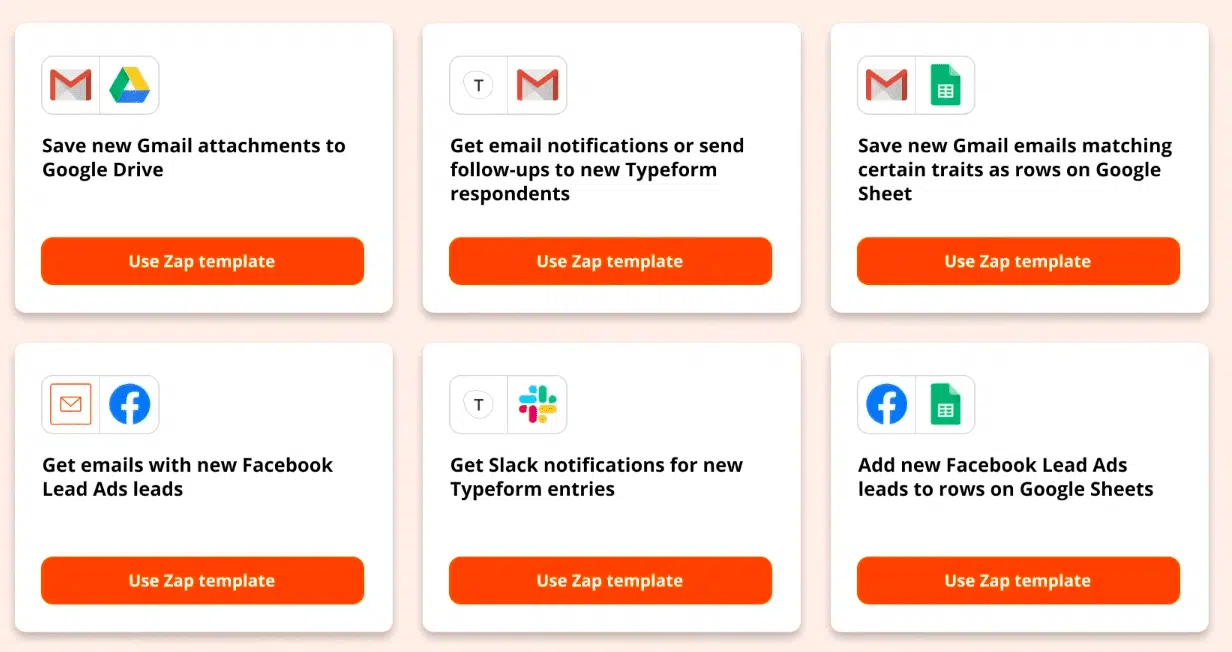 Save new Gmail attachments to
Google Drive
Use Zap template
T
Get email notifications or send
follow-ups to new Typeform
respondents
Use Zap template
Save new Gmail emails matching
certain traits as rows on Google
Sheet
Use Zap template
Get emails with new Facebook
Lead Ads leads
Use Zap template
T
Get Slack notifications for new
Typeform entries
Use Zap template
Add new Facebook Lead Ads
leads to rows on Google Sheets
Use Zap template